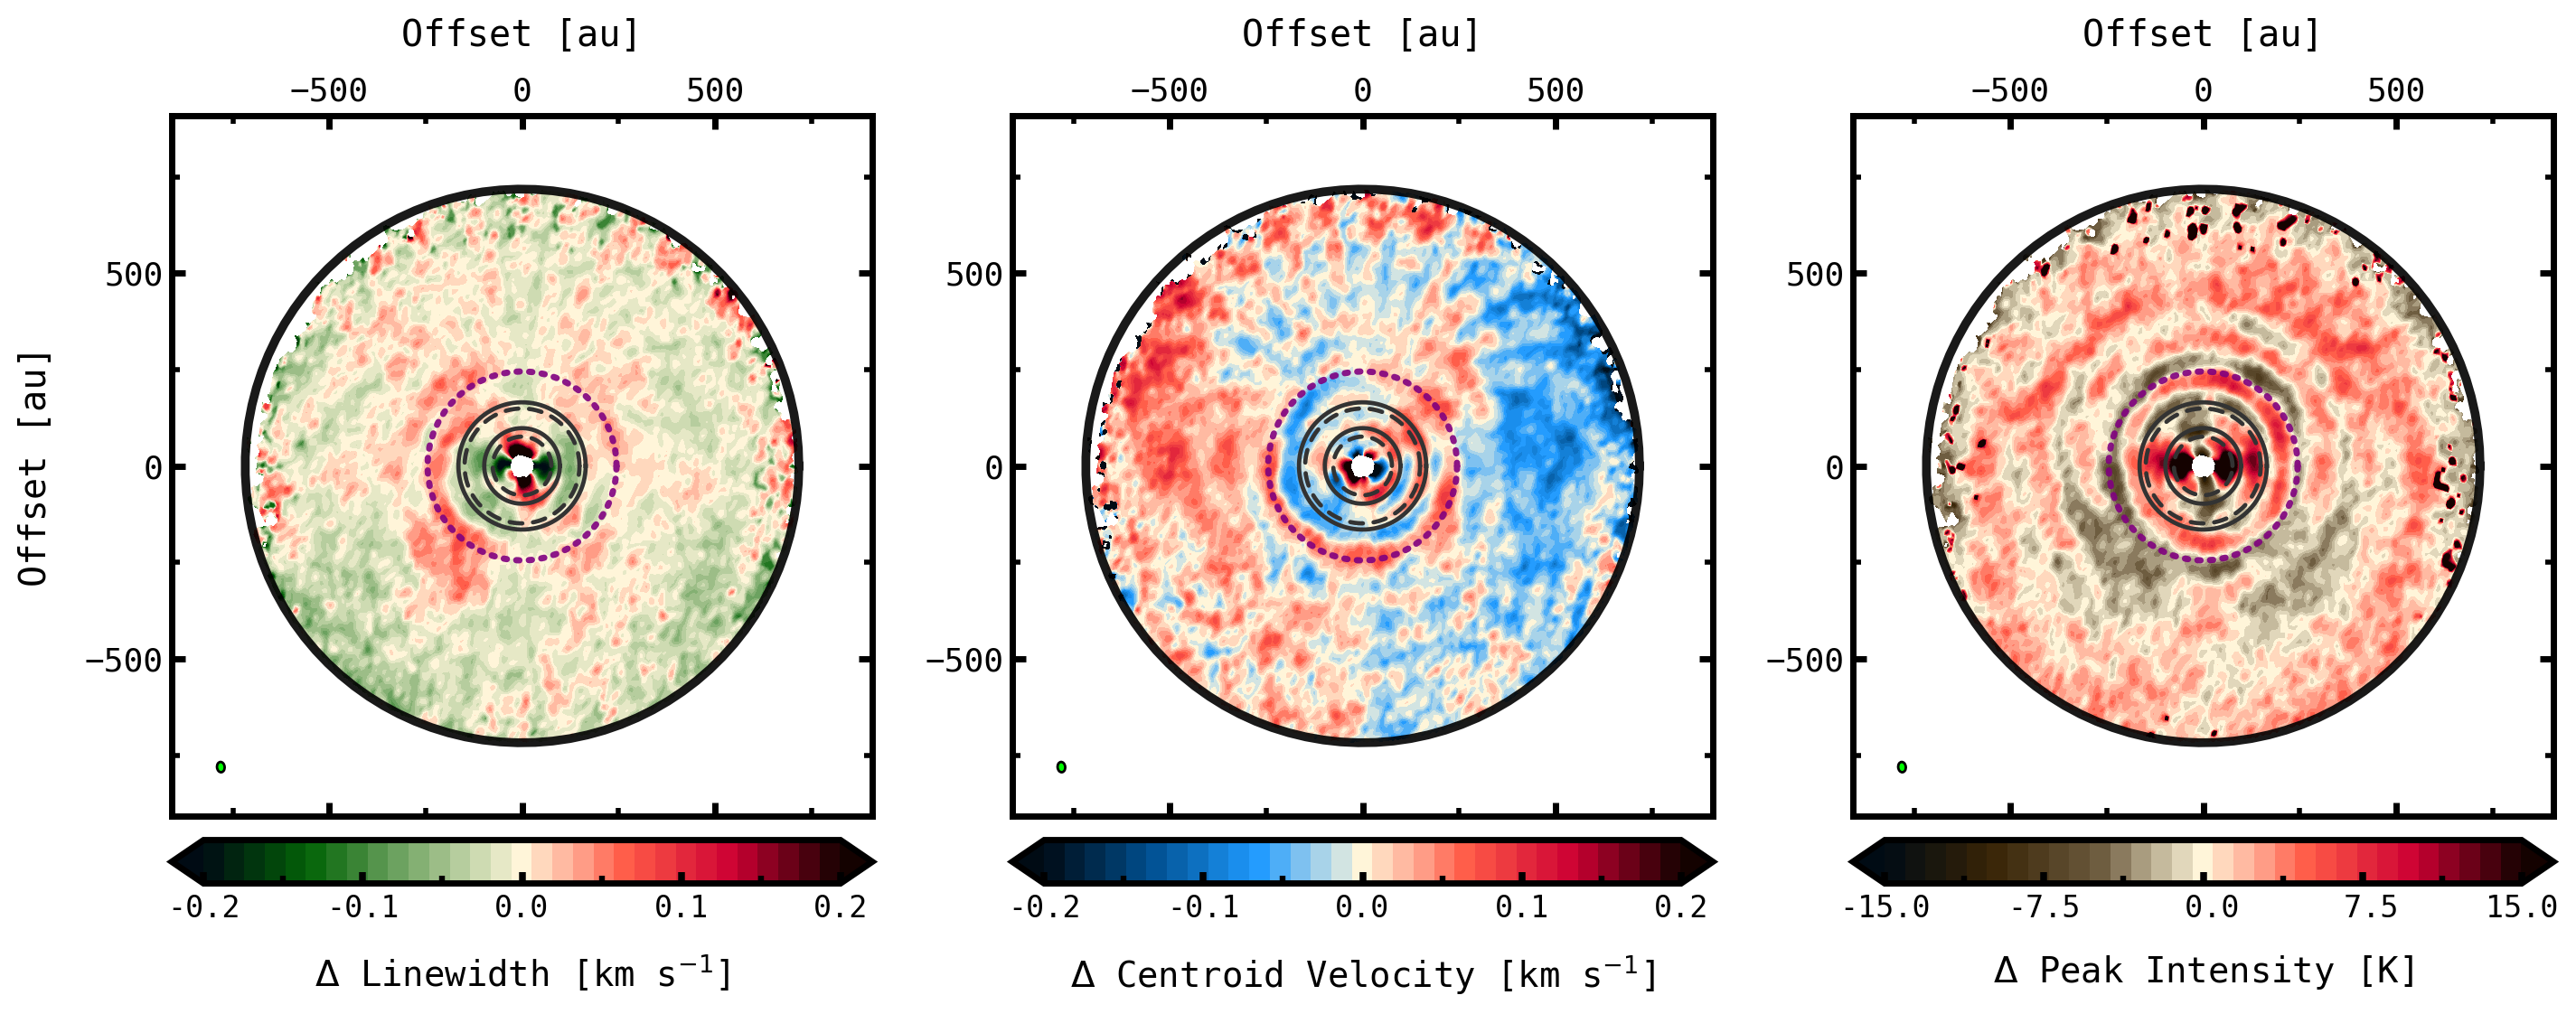 Offset [au] Offset [au] Offset [au]
−500 0 500 −500 0 500 −500 0 500
Offset [au]
500 500 500
0 0 0
−500 −500 −500
-0.2 -0.1 0.0 0.1 0.2 -0.2 -0.1 0.0 0.1 0.2 -15.0 -7.5 0.0 7.5 15.0
Δ Linewidth [km s⁻¹] Δ Centroid Velocity [km s⁻¹] Δ Peak Intensity [K]